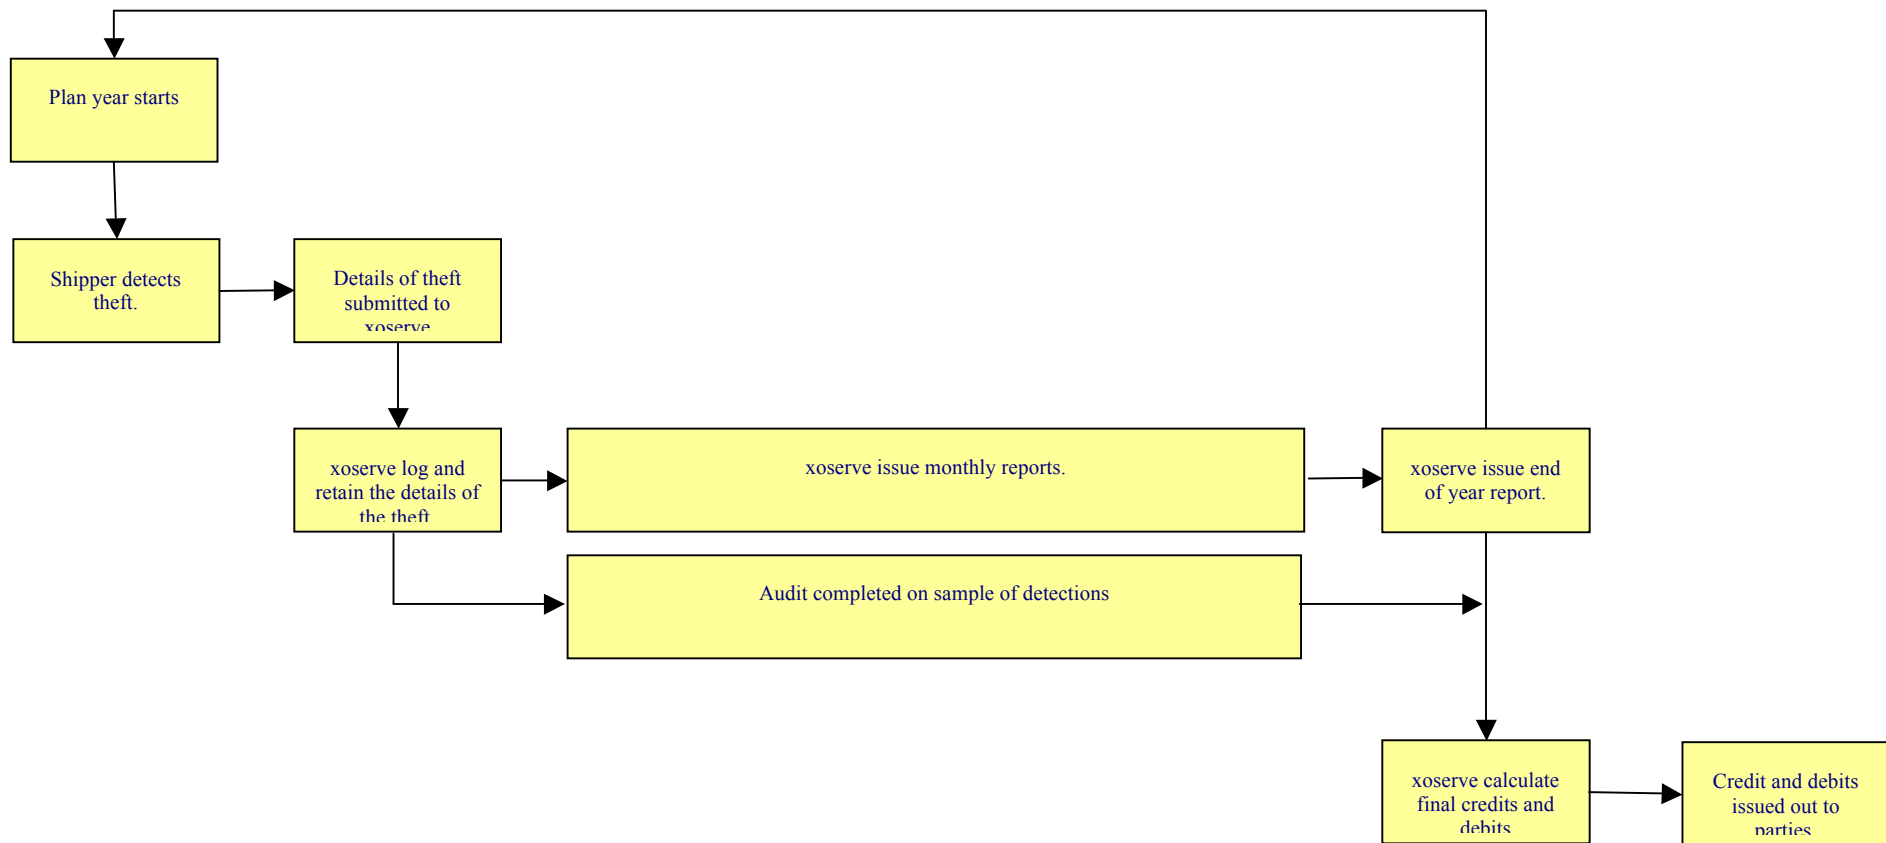 Plan year starts
Shipper detects
theft.
Details of theft
submitted to
xoserve
xoserve log and
retain the details of
the theft
xoserve issue monthly reports.
xoserve issue end
of year report.
Audit completed on sample of detections
xoserve calculate
final credits and
debits
Credit and debits
issued out to
parties